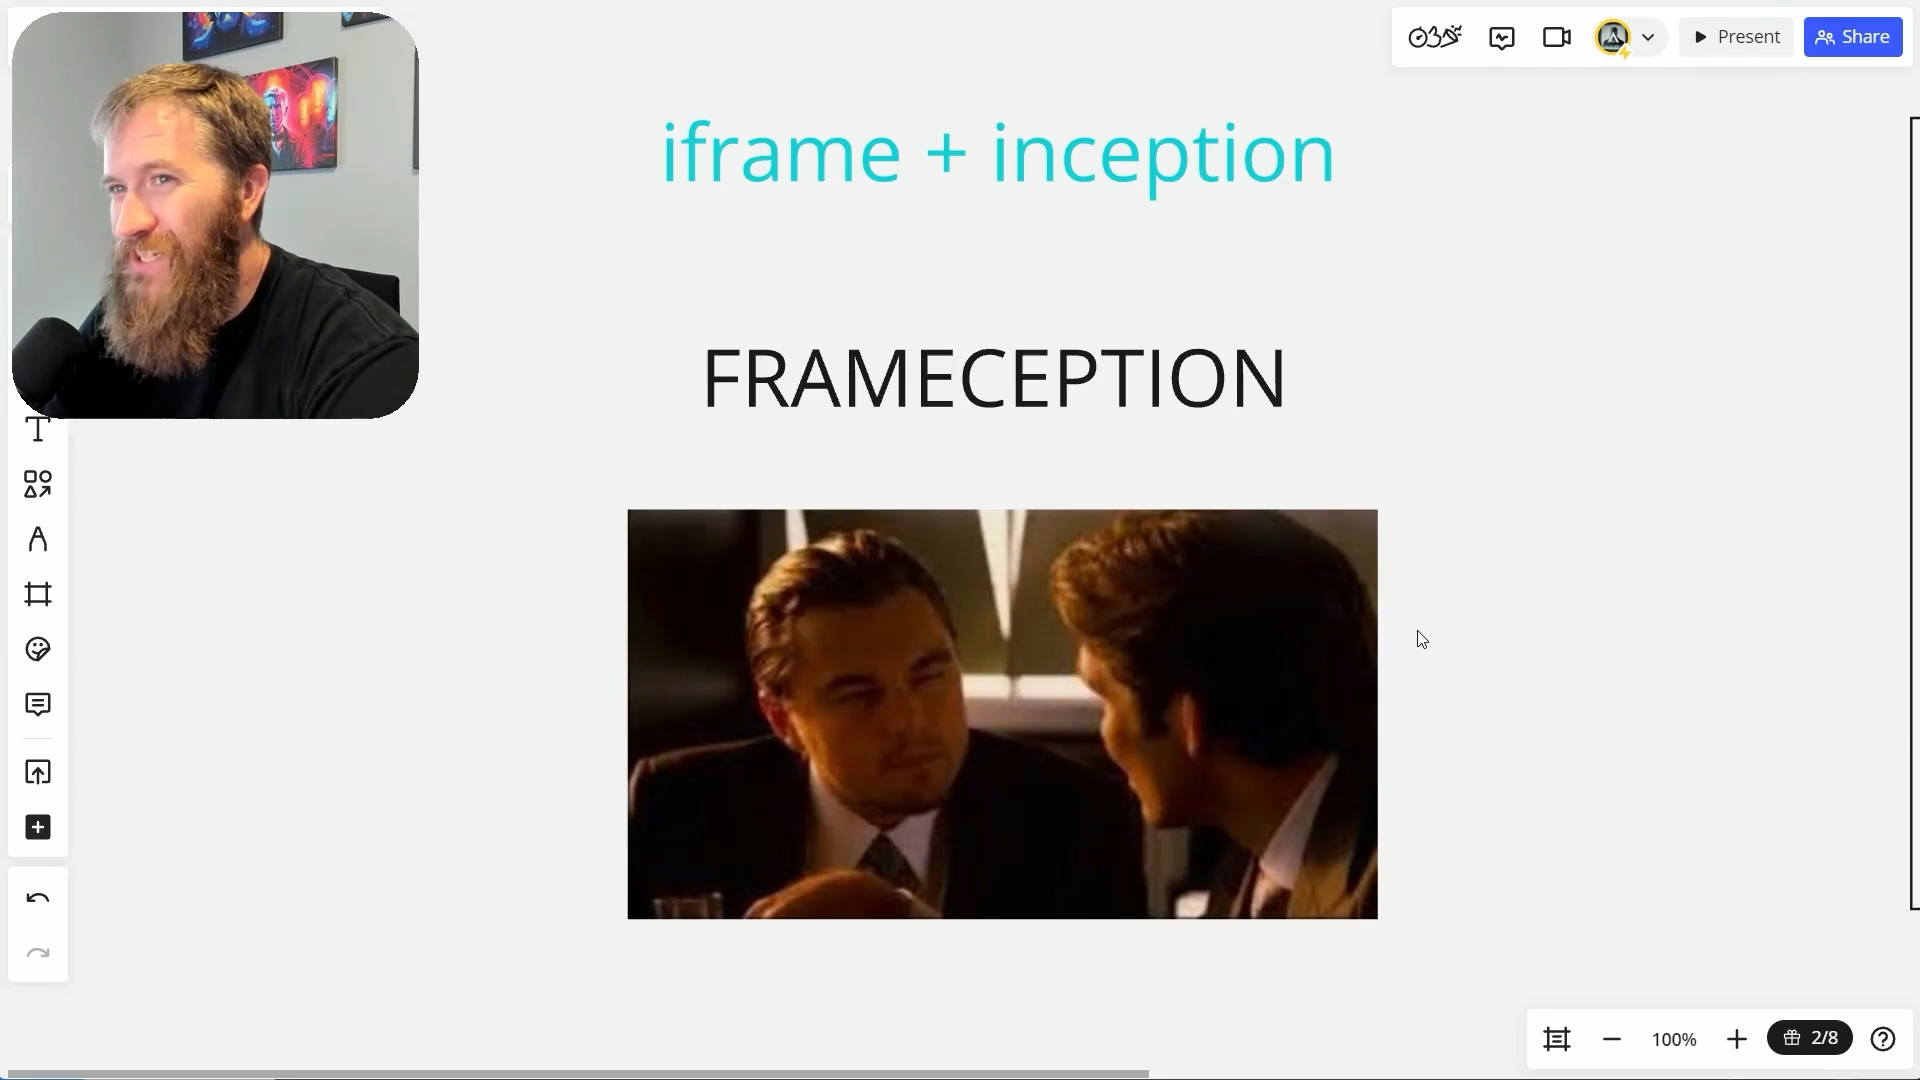 Present
Share
iframe + inception
FRAMECEPTION
100%
2/8